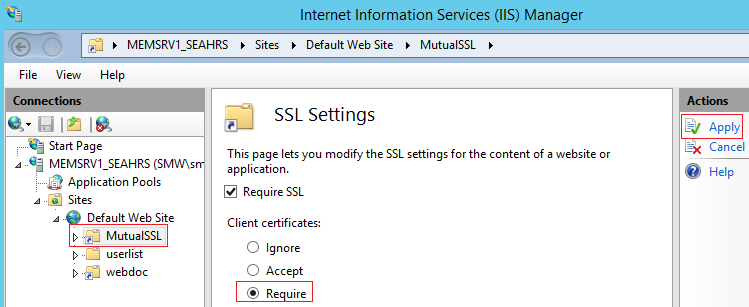 Internet Information Services (IIS) Manager
MEMSRV1_SEAHRS Sites Default Web Site MutualSSL
File View Help
Connections
Start Page
MEMSRV1_SEAHRS (SMW\sm
Application Pools
Sites
Default Web Site
MutualSSL
userlist
webdoc
SSL Settings
This page lets you modify the SSL settings for the content of a website or
application.
Require SSL
Client certificates:
Ignore
Accept
Require
Actions
Apply
Cancel
Help